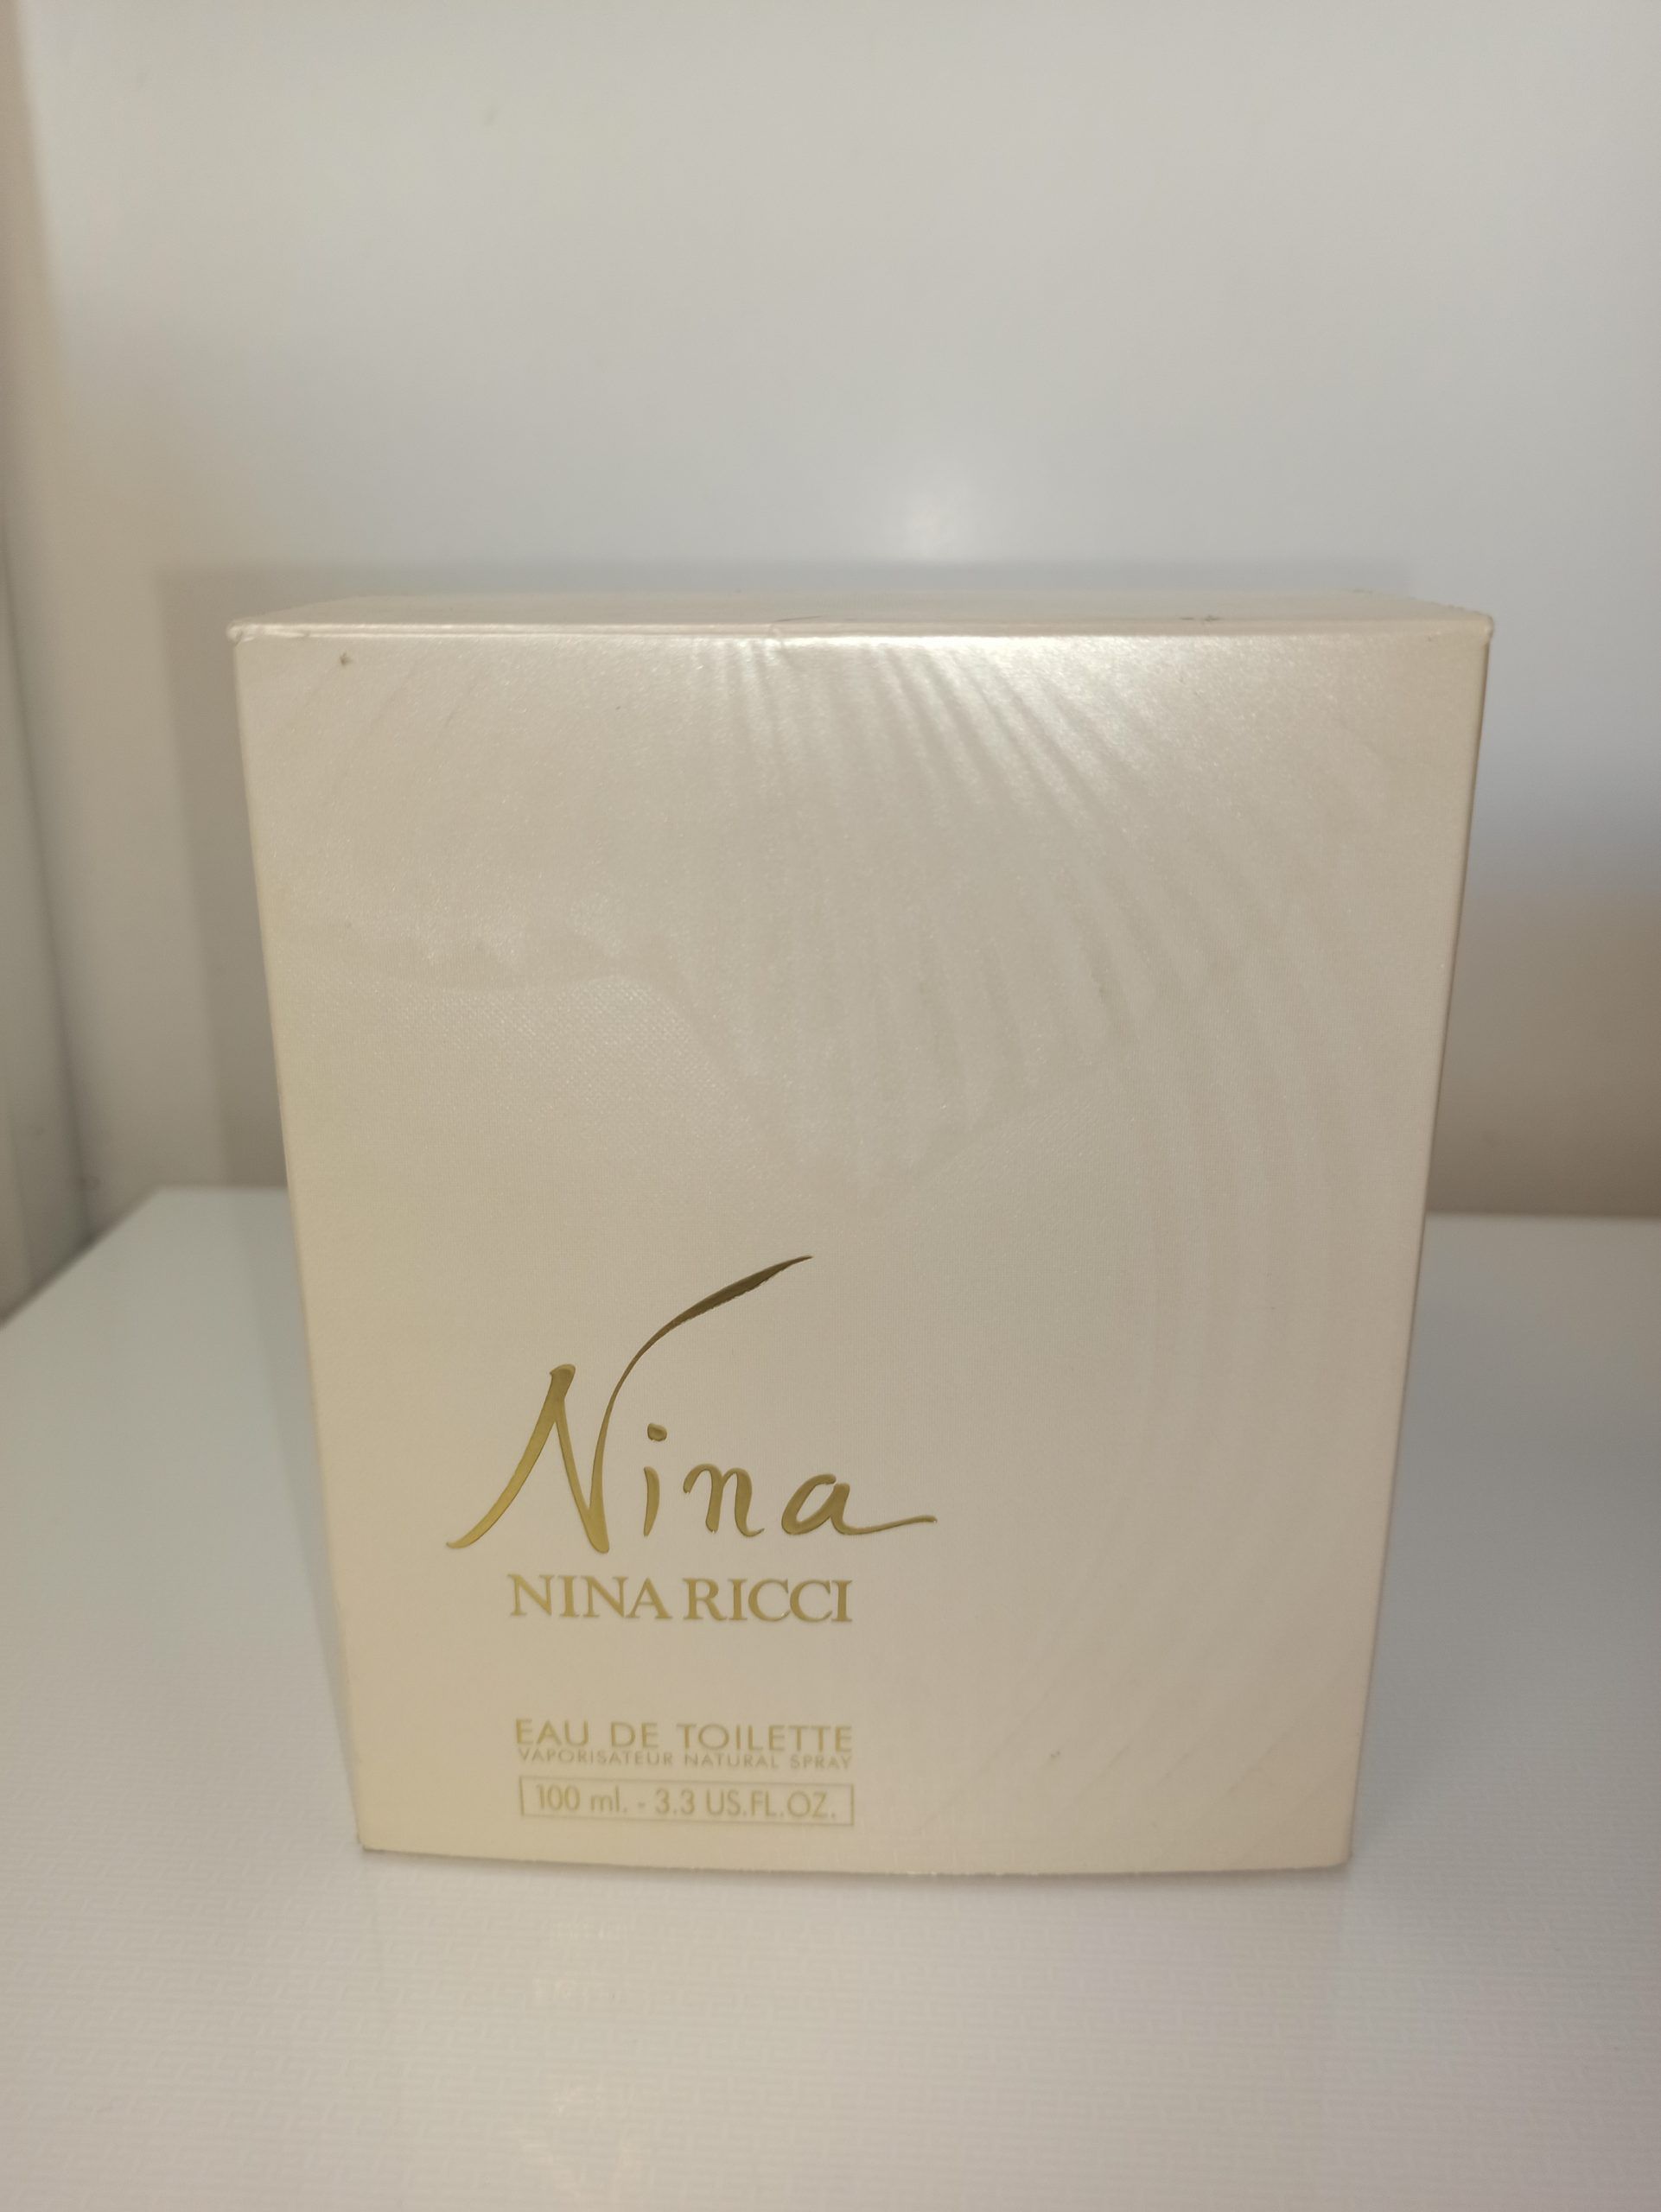 Nina
NINA RICCI
EAU DE TOILETTE
VAPORISATEUR NATURAL SPRAY
100 ml. - 3.3 US.FL.OZ.